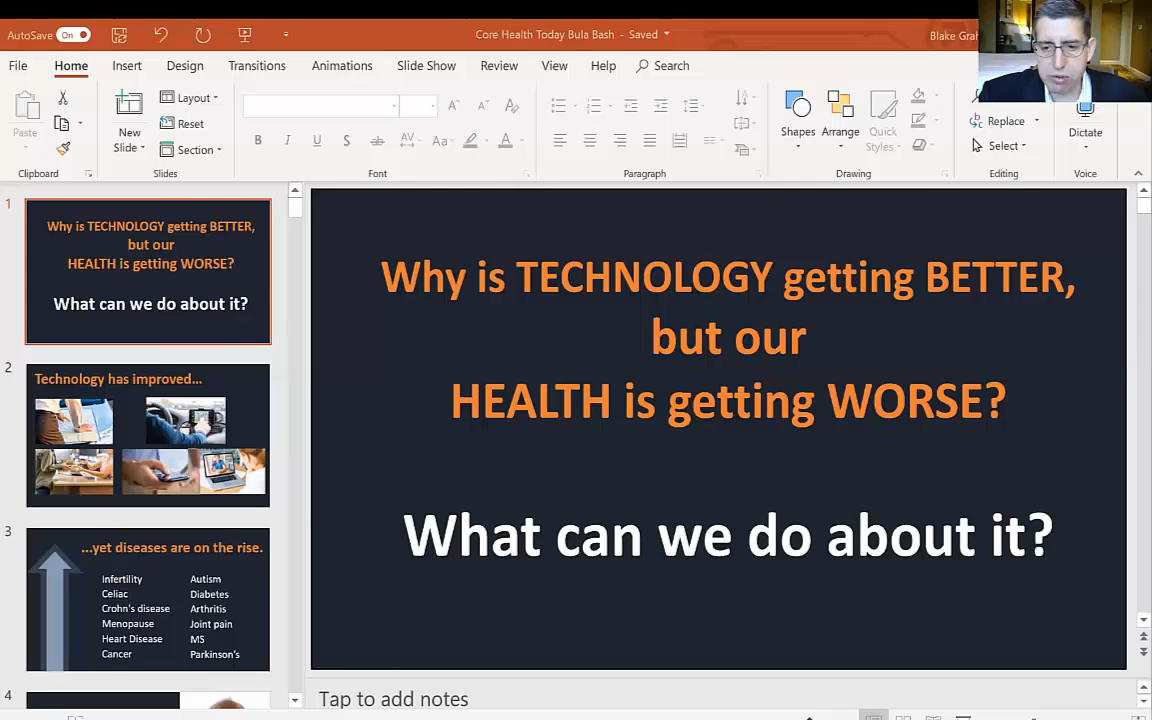 AutoSave On
Core Health Today Bula Bash - Saved
Blake
File Home Insert Design Transitions Animations Slide Show Review View Help Search
Paste
Clipboard
New
Slide
Layout
Reset
Section
Slides
B I U S ab AV Aa A
Font
Paragraph
Shapes
Arrange
Quick
Styles
Drawing
Replace
Select
Editing
Dictate
Voice
1
Why is TECHNOLOGY getting BETTER,
but our
HEALTH is getting WORSE?
What can we do about it?
2
Technology has improved...
3
...yet diseases are on the rise.
Infertility
Celiac
Crohn's disease
Menopause
Heart Disease
Cancer
Autism
Diabetes
Arthritis
Joint pain
MS
Parkinson's
4
Why is TECHNOLOGY getting BETTER,
but our
HEALTH is getting WORSE?
What can we do about it?
Tap to add notes